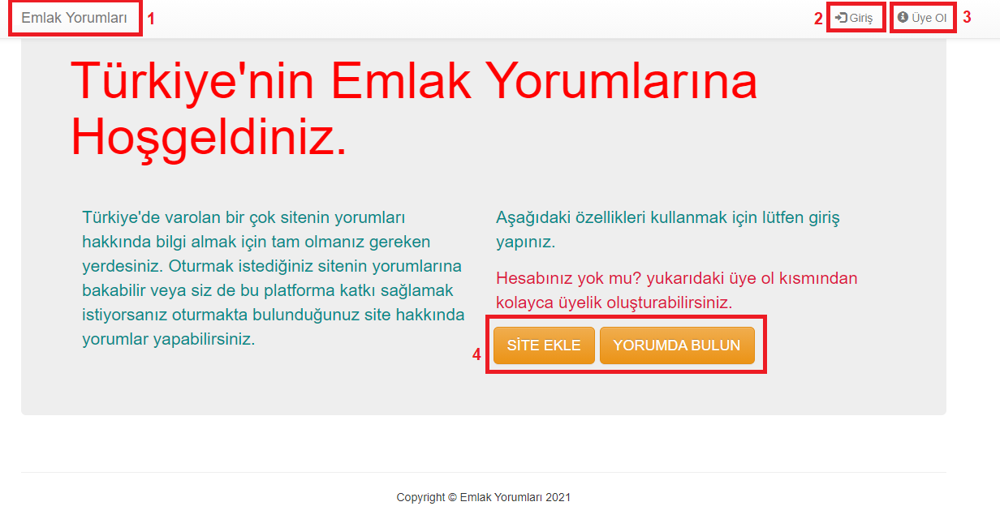 Emlak Yorumları 1
2 Giriş Üye Ol 3
Türkiye'nin Emlak Yorumlarına
Hoşgeldiniz.
Türkiye'de varolan bir çok sitenin yorumları
hakkında bilgi almak için tam olmanız gereken
yerdesiniz. Oturmak istediğiniz sitenin yorumlarına
bakabilir veya siz de bu platforma katkı sağlamak
istiyorsanız oturmakta bulunduğunuz site hakkında
yorumlar yapabilirsiniz.
Aşağıdaki özellikleri kullanmak için lütfen giriş
yapınız.
Hesabınız yok mu? yukarıdaki üye ol kısmından
kolayca üyelik oluşturabilirsiniz.
4 SİTE EKLE YORUMDA BULUN
Copyright © Emlak Yorumları 2021